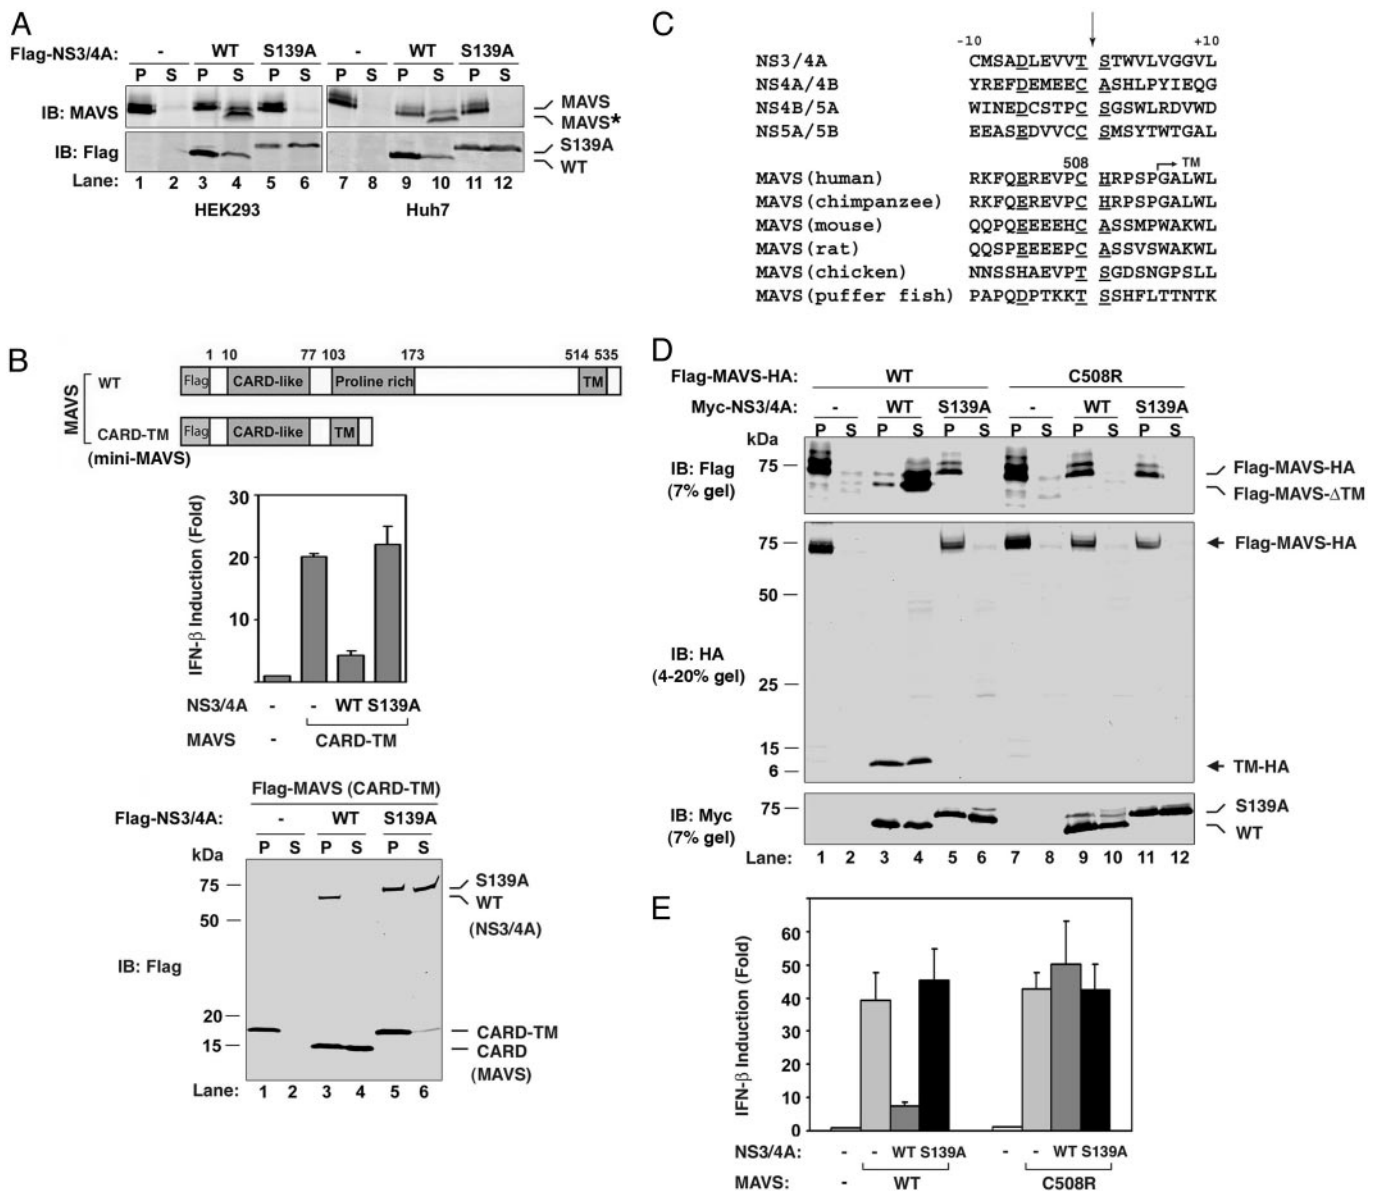 A
Flag-NS3/4A: - WT S139A - WT S139A
P S P S P S P S P S P S
IB: MAVS
MAVS
MAVS*
IB: Flag
S139A
WT
Lane: 1 2 3 4 5 6 7 8 9 10 11 12
HEK293 Huh7
B
1 10 77 103 173 514 535
MAVS
WT Flag CARD-like Proline rich TM
CARD-TM Flag CARD-like TM
(mini-MAVS)
IFN-β Induction (Fold)
30
20
10
NS3/4A - - WT S139A
MAVS - CARD-TM
Flag-MAVS (CARD-TM)
Flag-NS3/4A: - WT S139A
P S P S P S
kDa
75
50
20
15
IB: Flag
S139A
WT
(NS3/4A)
CARD-TM
CARD
(MAVS)
Lane: 1 2 3 4 5 6
C
-10 +10
NS3/4A CMSADLEVVT STWVLVGGVL
NS4A/4B YREFDEMEEC ASHLPYIEQG
NS4B/5A WINEDCSTPC SGSWLRDVWD
NS5A/5B EEASEDVVCC SMSYTWTGAL
508 TM
MAVS(human) RKFQEREVPC HRPSPGALWL
MAVS(chimpanzee) RKFQEREVPC HRPSPGALWL
MAVS(mouse) QQPQEEEEHC ASSMPWAKWL
MAVS(rat) QQSPEEEEPC ASSVSWAKWL
MAVS(chicken) NNSSHAEVPT SGDSNGPSLL
MAVS(puffer fish) PAPQDPTKKT SSHFLTTNTK
D
Flag-MAVS-HA: WT C508R
Myc-NS3/4A: - WT S139A - WT S139A
kDa P S P S P S P S P S P S
IB: Flag
(7% gel)
75
Flag-MAVS-HA
Flag-MAVS-ΔTM
IB: HA
(4-20% gel)
75
50
25
15
6
Flag-MAVS-HA
TM-HA
IB: Myc
(7% gel)
75
S139A
WT
Lane: 1 2 3 4 5 6 7 8 9 10 11 12
E
IFN-β Induction (Fold)
60
50
40
30
20
10
0
NS3/4A: - - WT S139A - - WT S139A
MAVS: - WT C508R